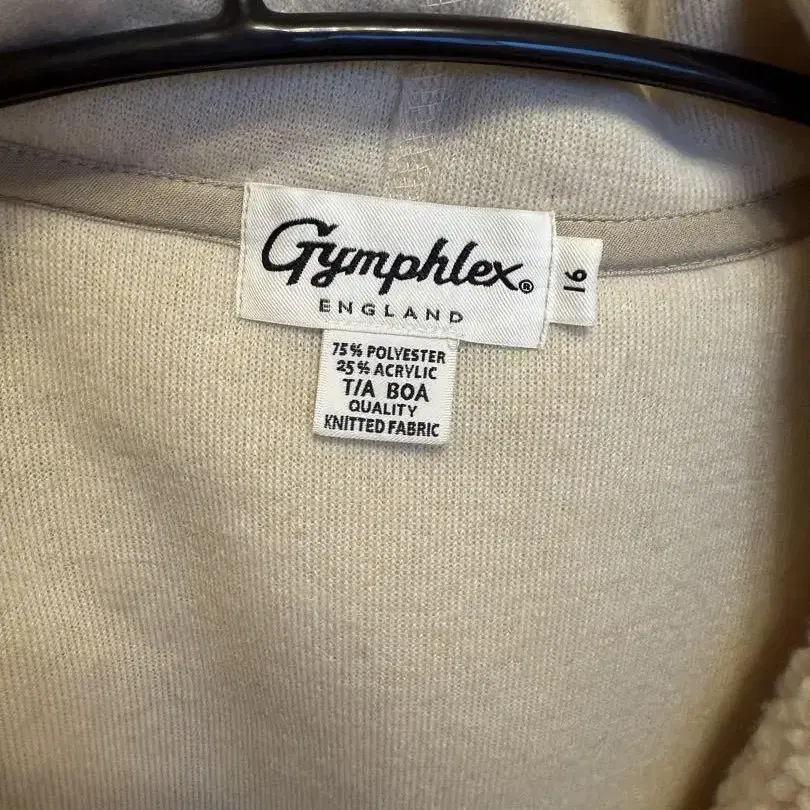 Gymphlex®
ENGLAND
16
75% POLYESTER
25% ACRYLIC
T/A BOA
QUALITY
KNITTED FABRIC